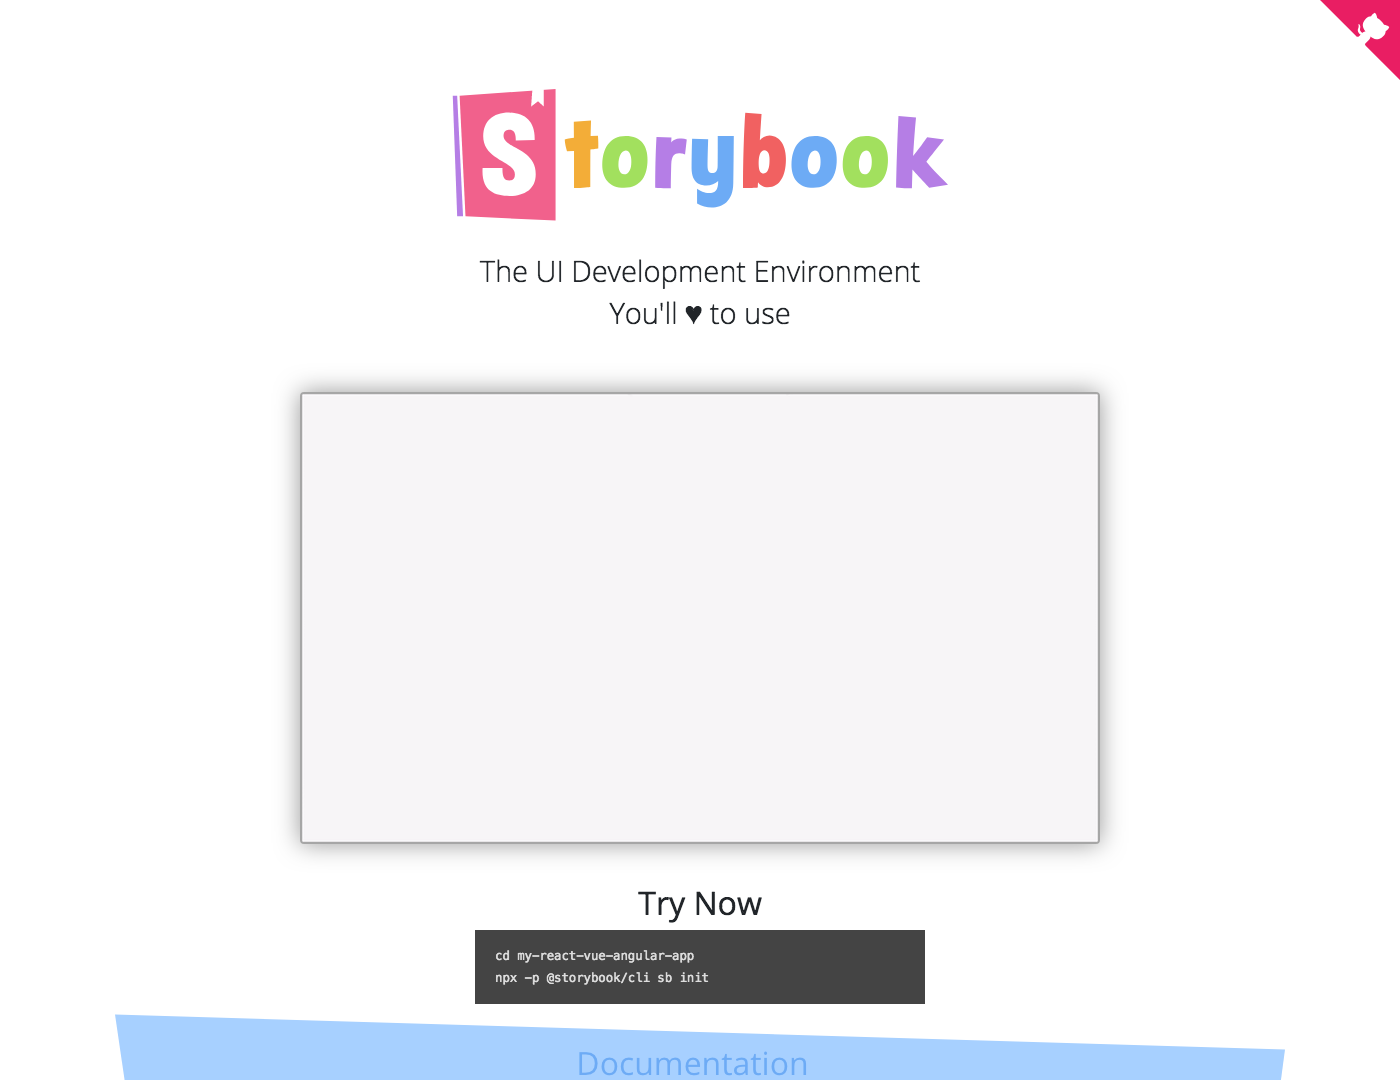 Storybook
The UI Development Environment
You'll ♥ to use
Try Now
cd my-react-vue-angular-app
npx -p @storybook/cli sb init
Documentation